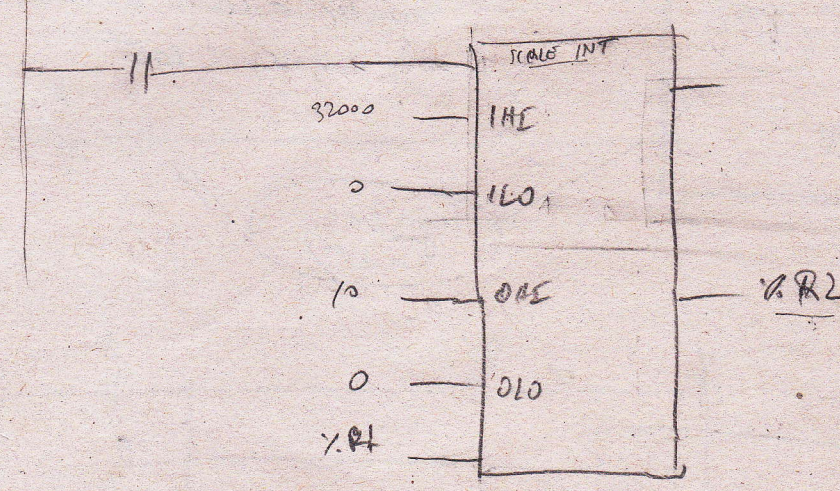 SCALE INT
32000 IHI
0 ILO
10 OHI
%R2
0 OLO
%R1